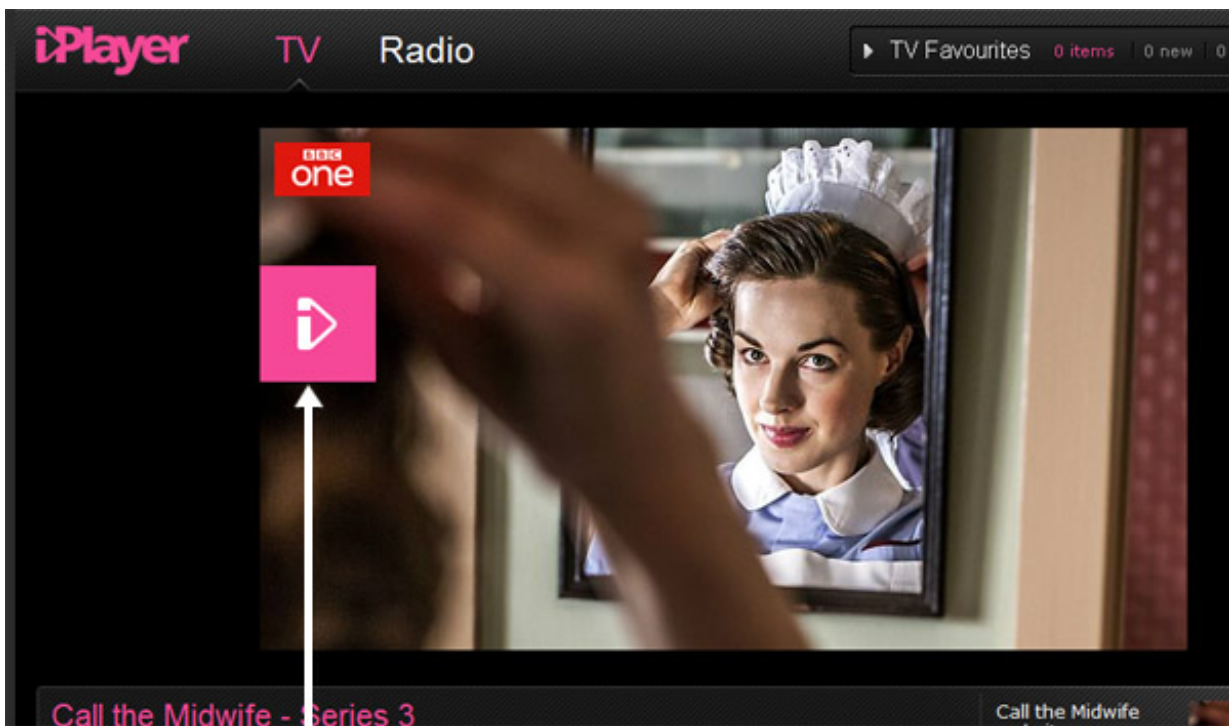 iPlayer
TV
Radio
TV Favourites 0 items 0 new 0
BBC
one
Call the Midwife - Series 3
Call the Midwife